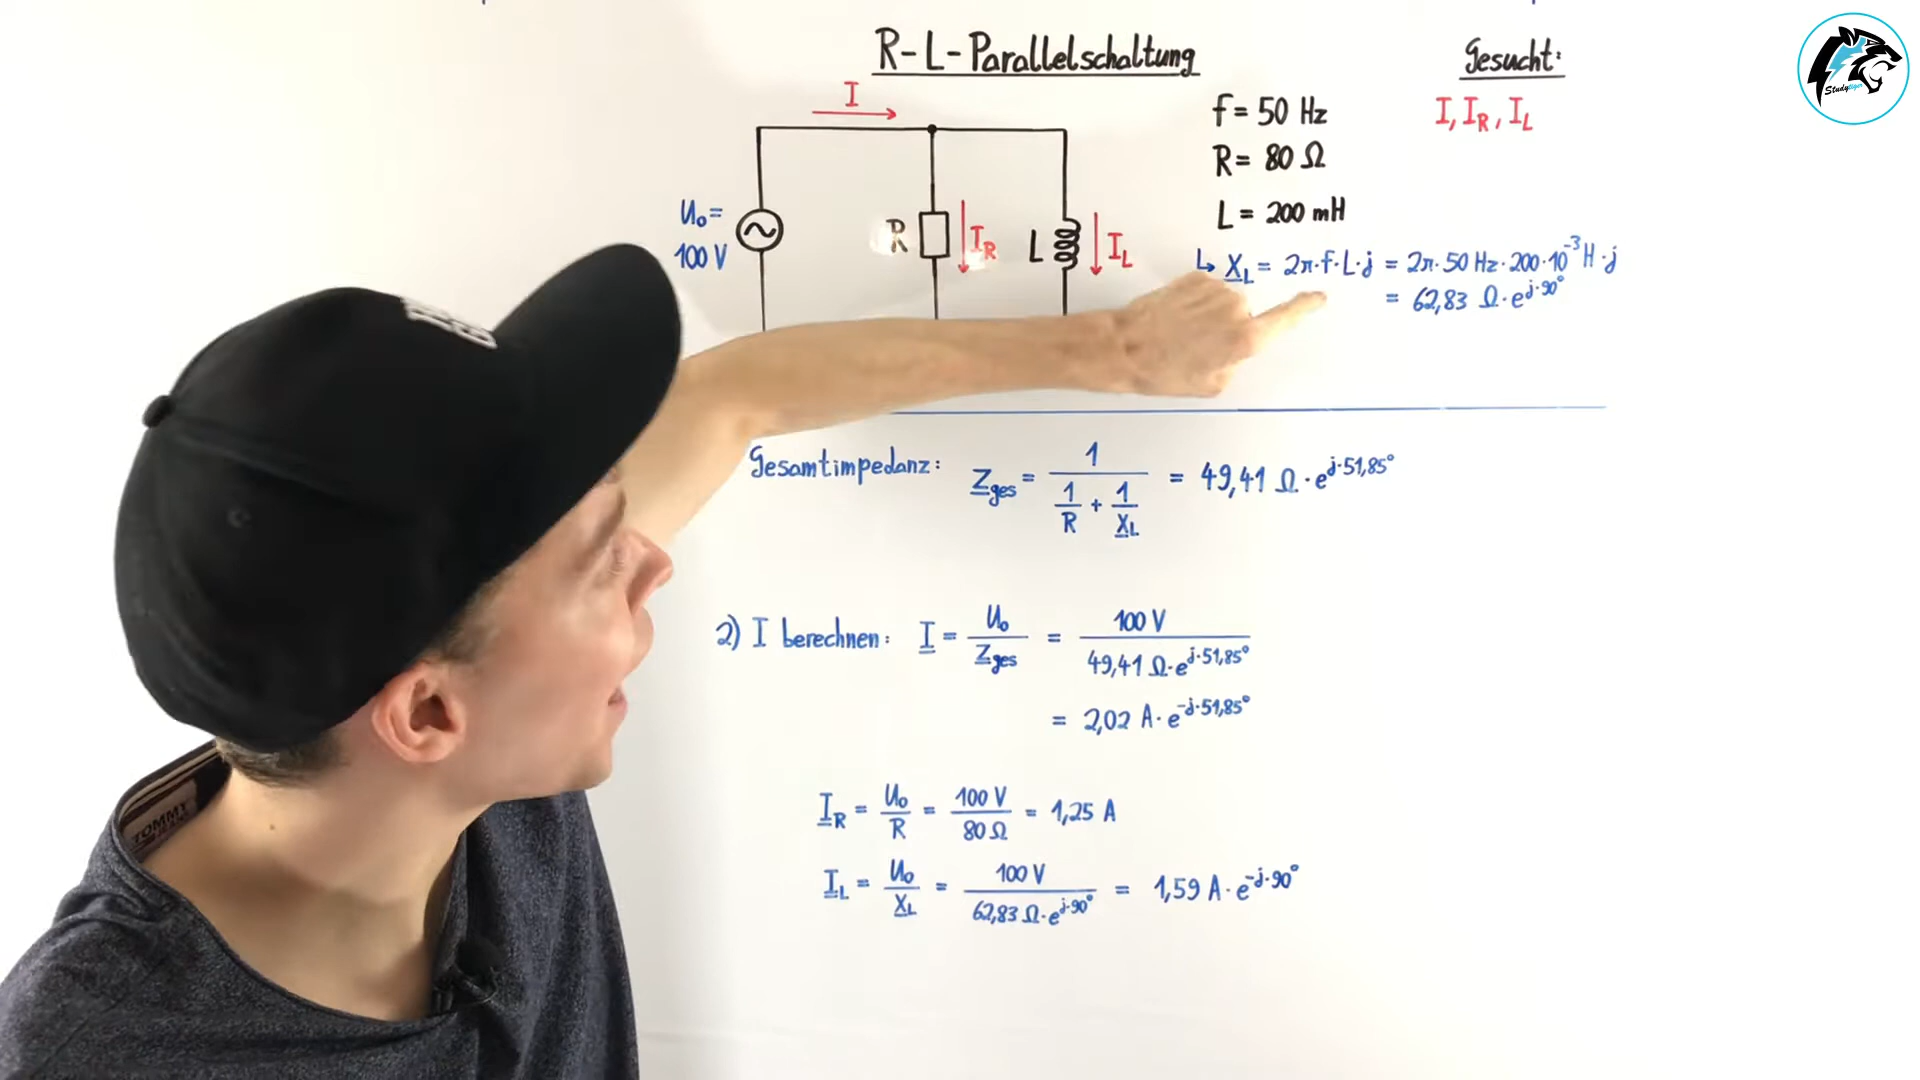 R-L-Parallelschaltung
Gesucht:
I, I_R, I_L
f = 50 Hz
R = 80 Ω
L = 200 mH
↳ X_L = 2π·f·L·j = 2π·50 Hz·200·10^-3 H·j
= 62,83 Ω·e^j·90°
I
U₀ =
100 V
R
I_R
L
I_L
Gesamtimpedanz: Z_ges = 1 / (1/R + 1/X_L) = 49,41 Ω·e^j·51,85°
2) I berechnen: I = U₀/Z_ges = 100 V / (49,41 Ω·e^j·51,85°)
= 2,02 A·e^-j·51,85°
I_R = U₀/R = 100 V / 80 Ω = 1,25 A
I_L = U₀/X_L = 100 V / (62,83 Ω·e^j·90°) = 1,59 A·e^-j·90°
TOMMY
Studytiger